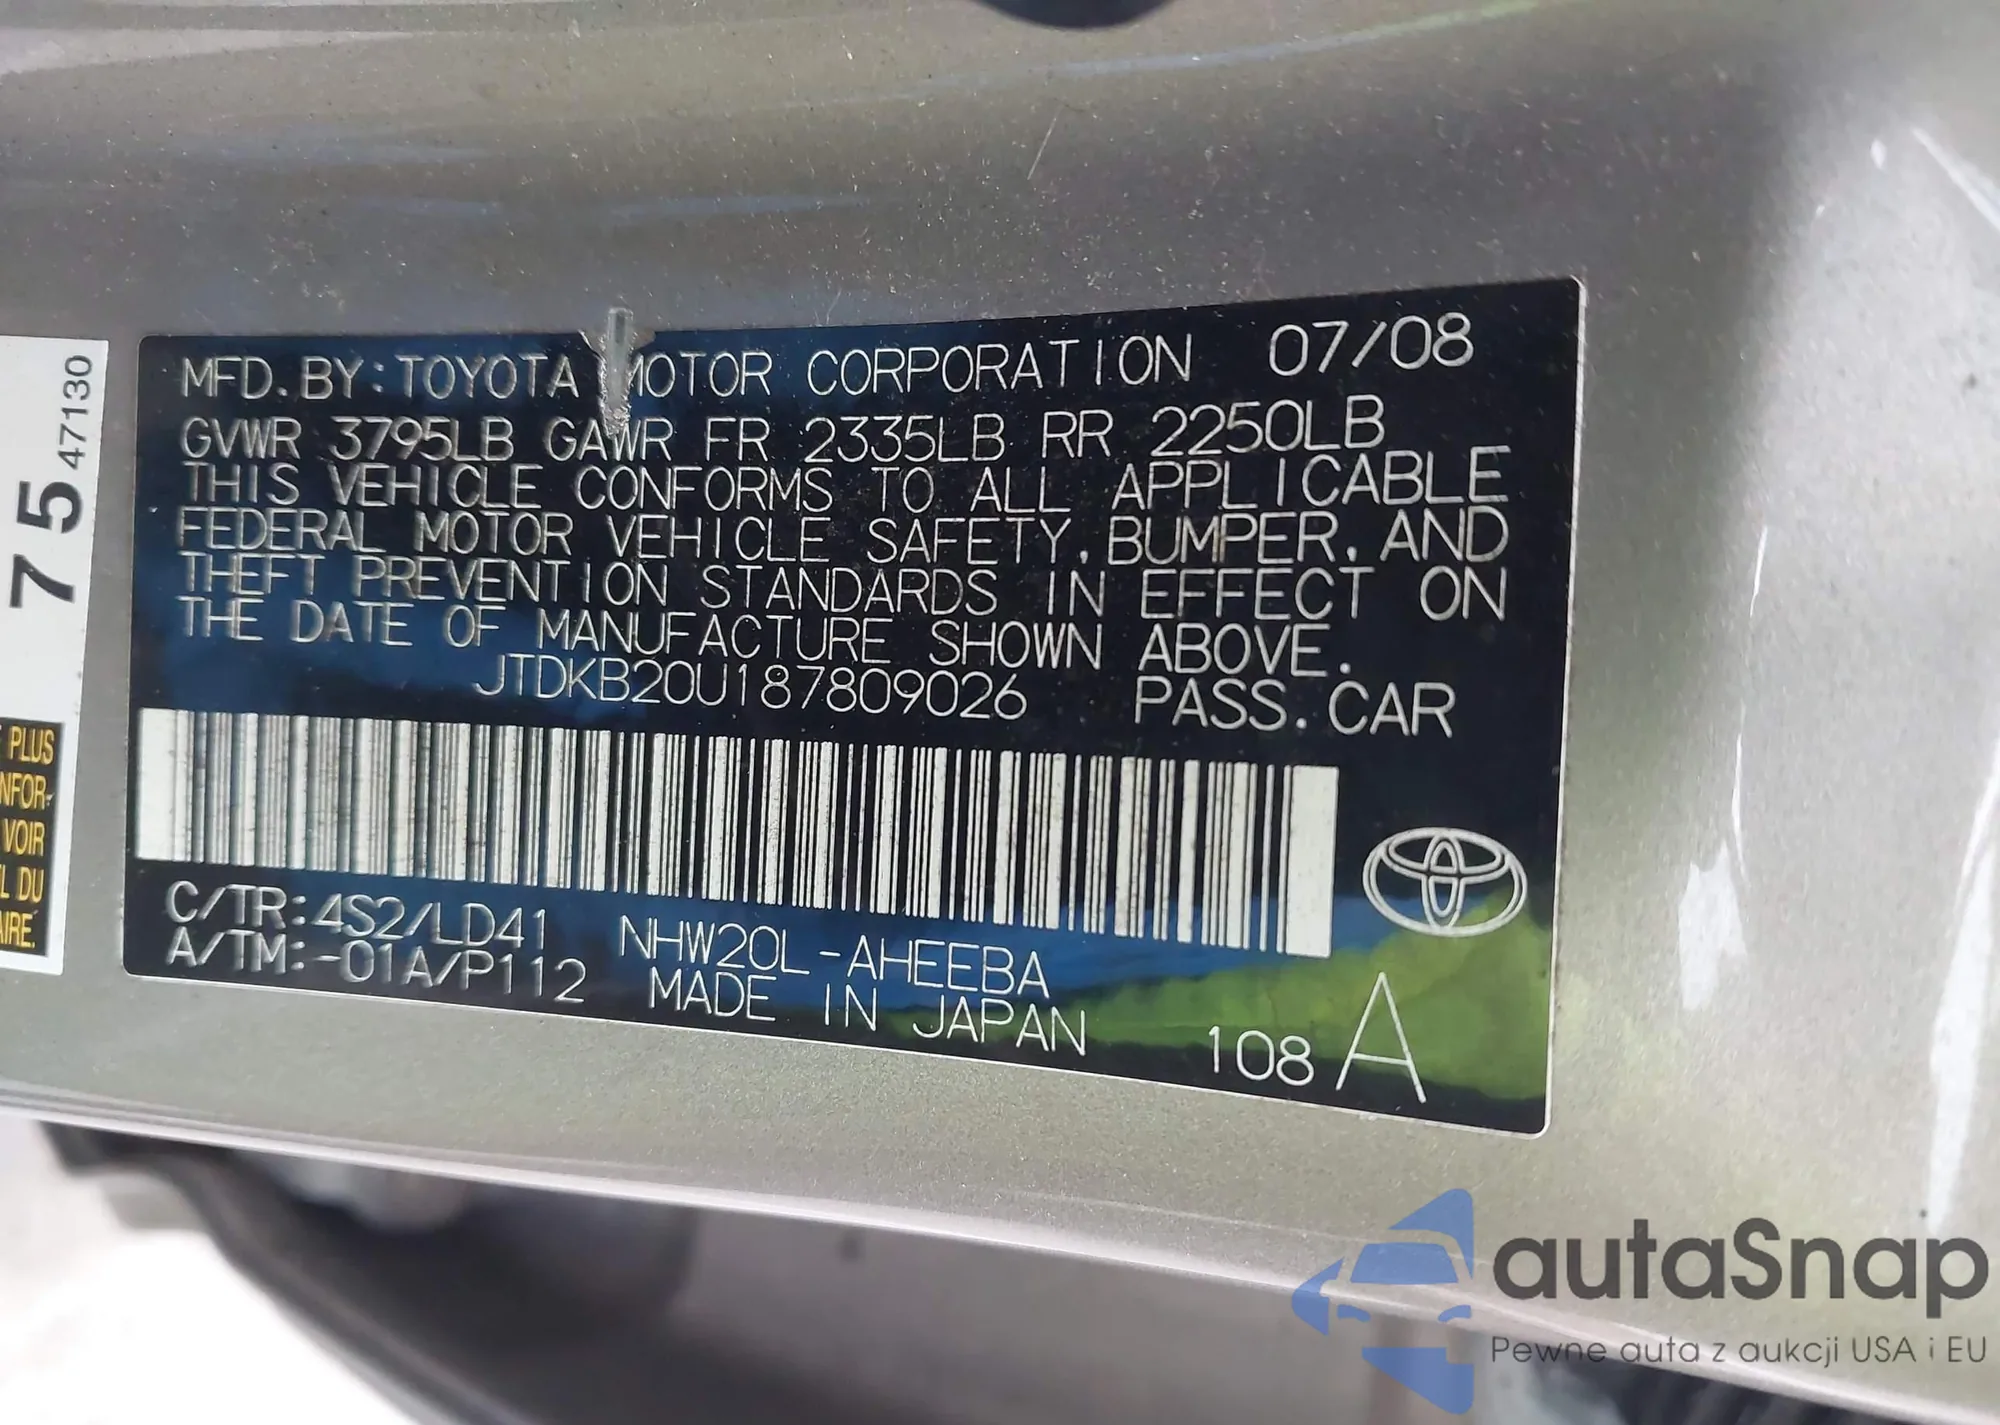 MFD.BY:TOYOTA MOTOR CORPORATION 07/08
GVWR 3795LB GAWR FR 2335LB RR 2250LB
THIS VEHICLE CONFORMS TO ALL APPLICABLE
FEDERAL MOTOR VEHICLE SAFETY, BUMPER, AND
THEFT PREVENTION STANDARDS IN EFFECT ON
THE DATE OF MANUFACTURE SHOWN ABOVE.
JTDKB20U187809026 PASS.CAR
C/TR:4S2/LD41 NHW20L-AHEEBA
A/TM:-01A/P112 MADE IN JAPAN 108 A
75 47130
PLUS
NFOR-
VOIR
L DU
AIRE.
autaSnap
Pewne auta z aukcji USA i EU